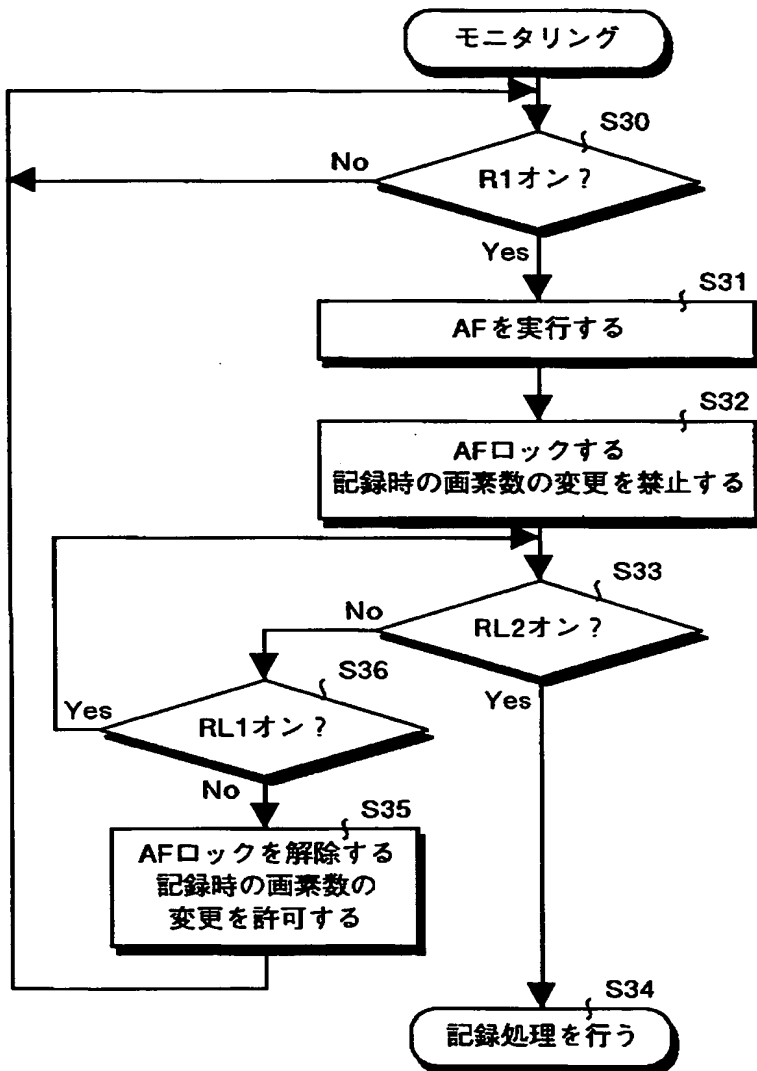 モニタリング
S30
No
R1オン？
Yes
S31
AFを実行する
S32
AFロックする
記録時の画素数の変更を禁止する
S33
No
RL2オン？
S36
Yes
Yes
RL1オン？
No
S35
AFロックを解除する
記録時の画素数の
変更を許可する
S34
記録処理を行う